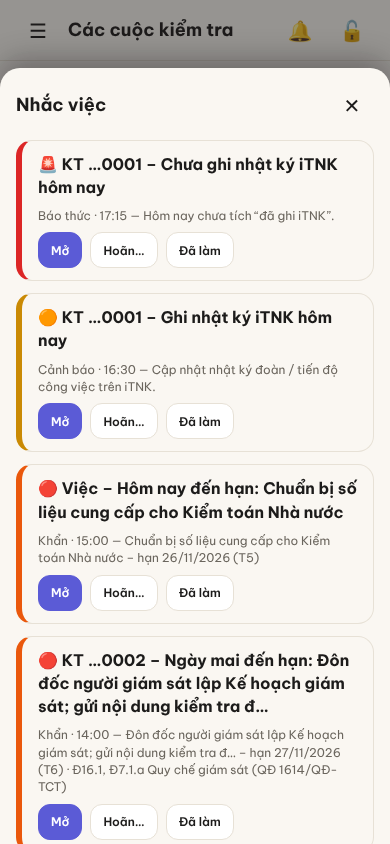 ☰ Các cuộc kiểm tra 🔔 🔓
Nhắc việc ✕
🚨 KT …0001 – Chưa ghi nhật ký iTNK
hôm nay
Báo thức · 17:15 — Hôm nay chưa tích “đã ghi iTNK”.
Mở Hoãn… Đã làm
🟠 KT …0001 – Ghi nhật ký iTNK hôm
nay
Cảnh báo · 16:30 — Cập nhật nhật ký đoàn / tiến độ
công việc trên iTNK.
Mở Hoãn… Đã làm
🔴 Việc – Hôm nay đến hạn: Chuẩn bị số
liệu cung cấp cho Kiểm toán Nhà nước
Khẩn · 15:00 — Chuẩn bị số liệu cung cấp cho Kiểm
toán Nhà nước – hạn 26/11/2026 (T5)
Mở Hoãn… Đã làm
🔴 KT …0002 – Ngày mai đến hạn: Đôn
đốc người giám sát lập Kế hoạch giám
sát; gửi nội dung kiểm tra đ…
Khẩn · 14:00 — Đôn đốc người giám sát lập Kế hoạch
giám sát; gửi nội dung kiểm tra đ… – hạn 27/11/2026
(T6) · Đ16.1, Đ7.1.a Quy chế giám sát (QĐ 1614/QĐ-
TCT)
Mở Hoãn… Đã làm